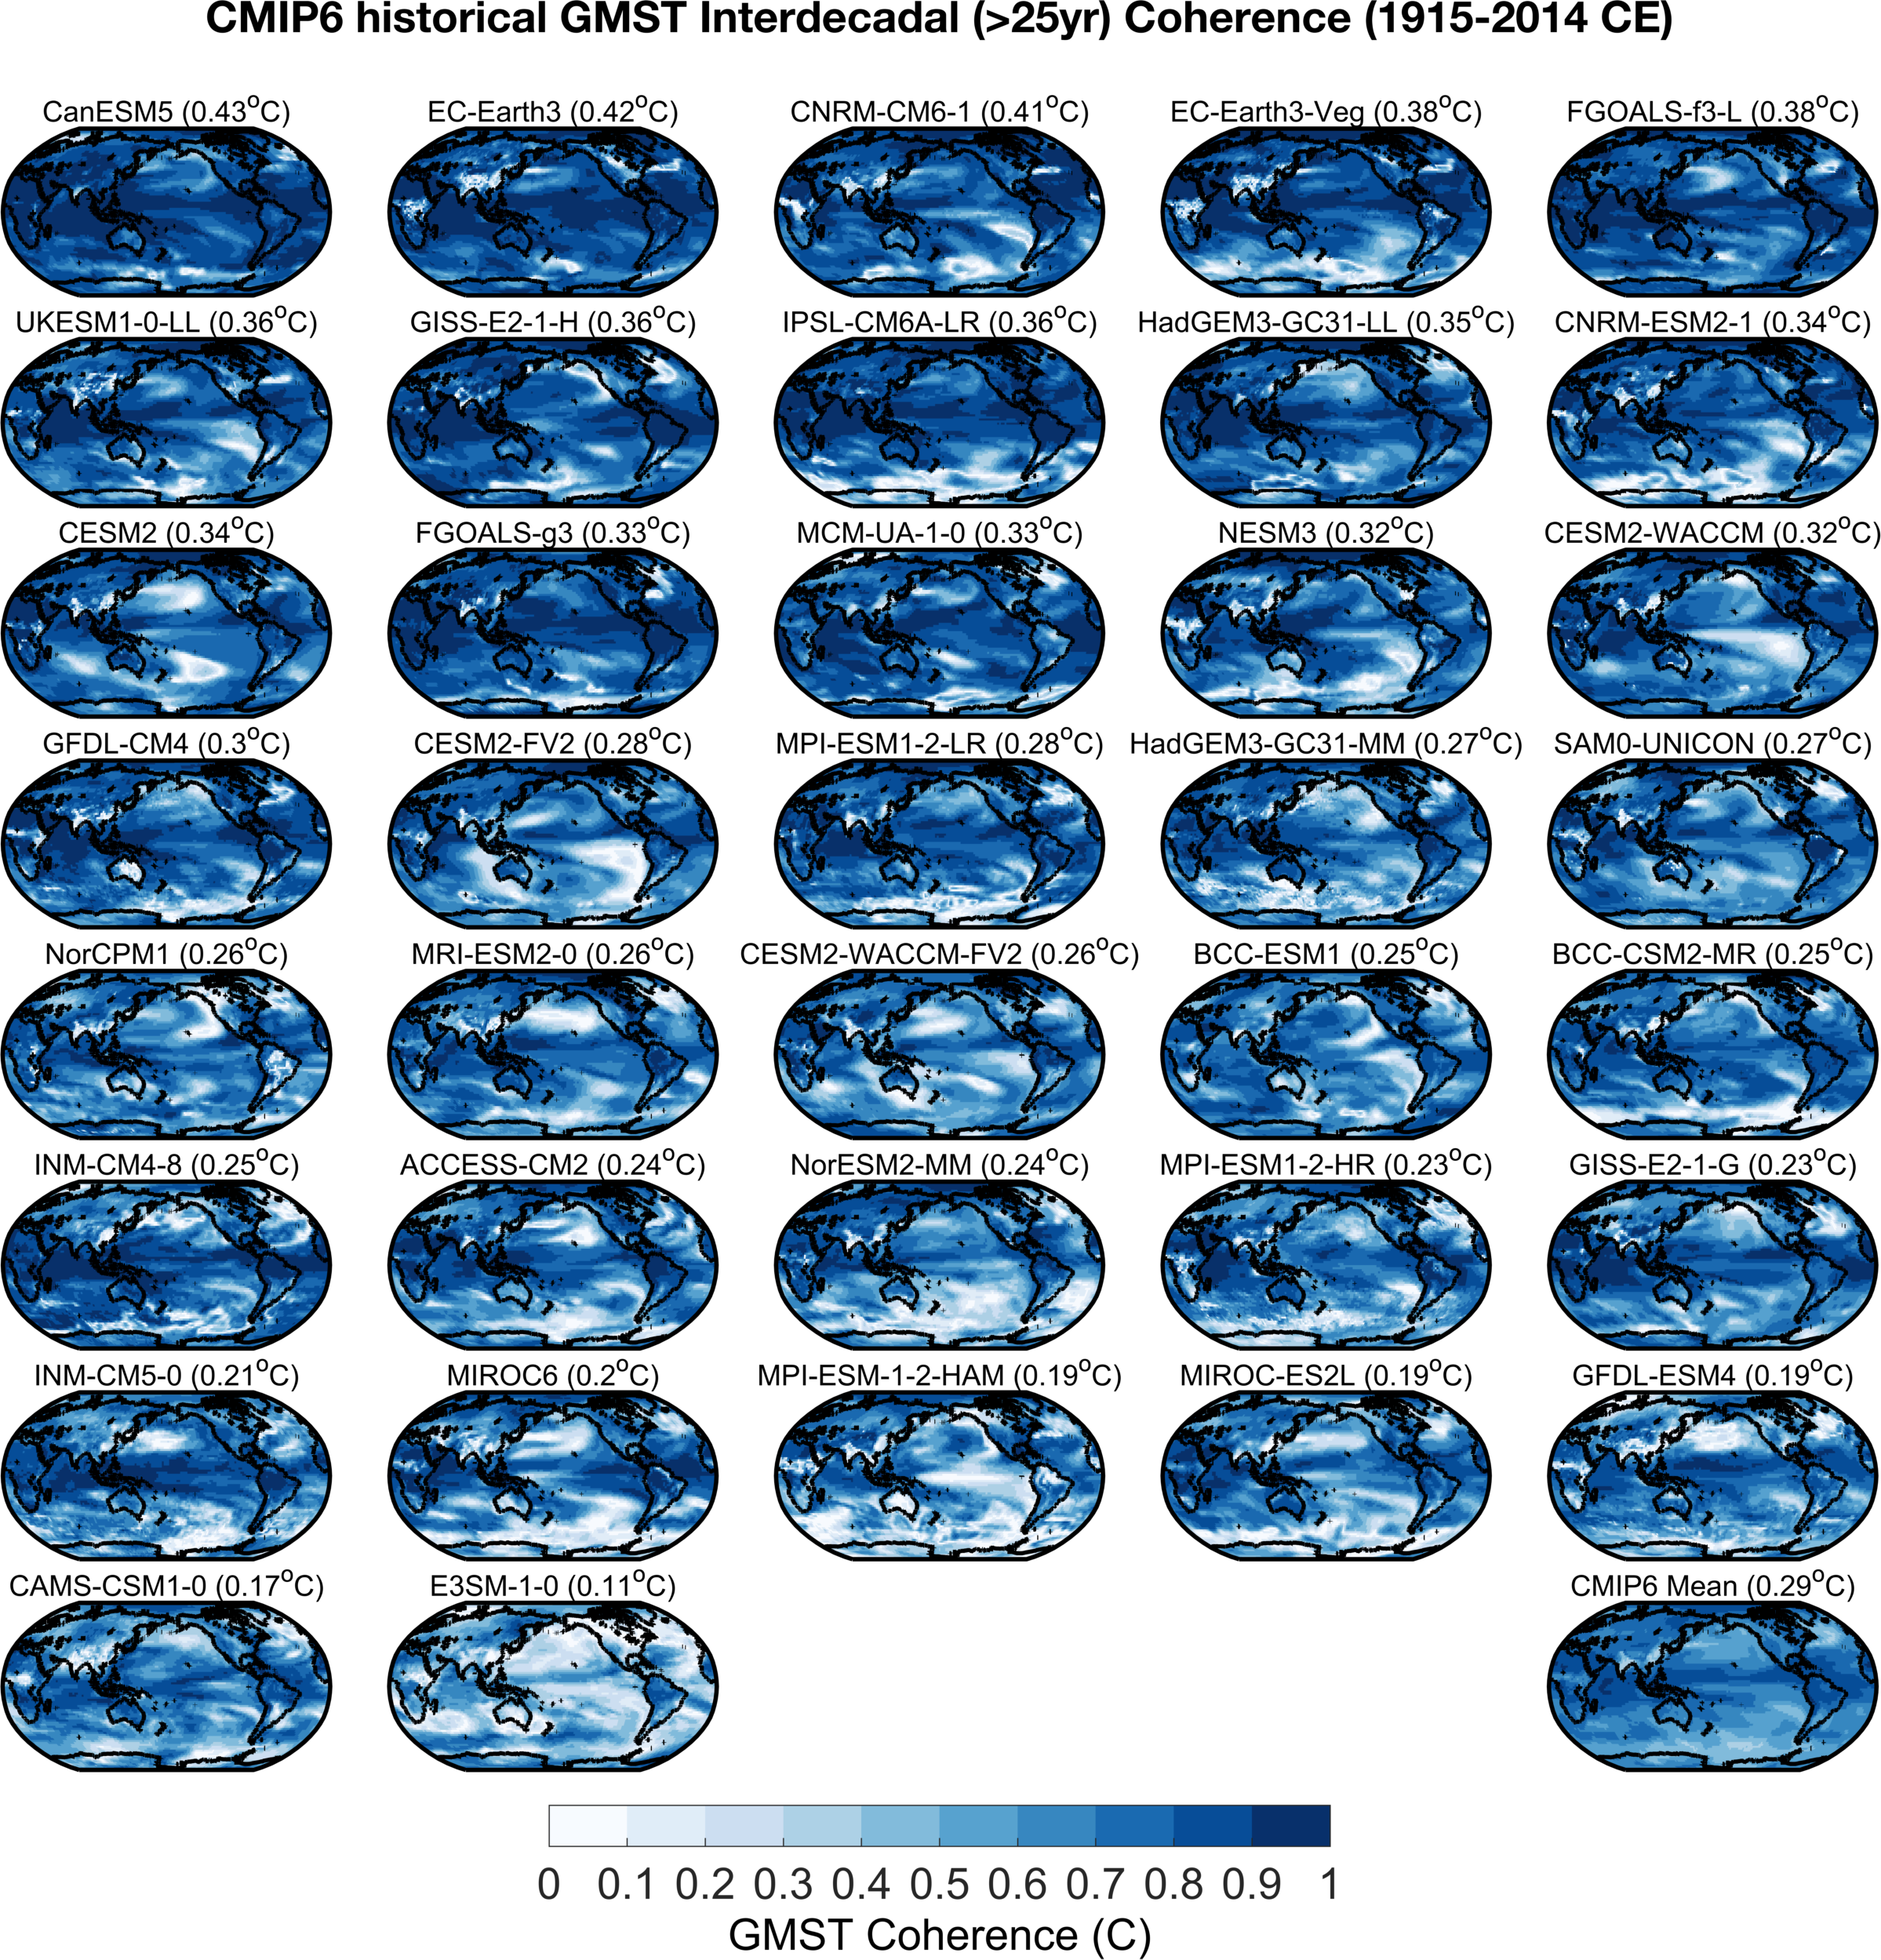 CMIP6 historical GMST Interdecadal (>25yr) Coherence (1915-2014 CE)
CanESM5 (0.43°C) EC-Earth3 (0.42°C) CNRM-CM6-1 (0.41°C) EC-Earth3-Veg (0.38°C) FGOALS-f3-L (0.38°C)
UKESM1-0-LL (0.36°C) GISS-E2-1-H (0.36°C) IPSL-CM6A-LR (0.36°C) HadGEM3-GC31-LL (0.35°C) CNRM-ESM2-1 (0.34°C)
CESM2 (0.34°C) FGOALS-g3 (0.33°C) MCM-UA-1-0 (0.33°C) NESM3 (0.32°C) CESM2-WACCM (0.32°C)
GFDL-CM4 (0.3°C) CESM2-FV2 (0.28°C) MPI-ESM1-2-LR (0.28°C) HadGEM3-GC31-MM (0.27°C) SAM0-UNICON (0.27°C)
NorCPM1 (0.26°C) MRI-ESM2-0 (0.26°C) CESM2-WACCM-FV2 (0.26°C) BCC-ESM1 (0.25°C) BCC-CSM2-MR (0.25°C)
INM-CM4-8 (0.25°C) ACCESS-CM2 (0.24°C) NorESM2-MM (0.24°C) MPI-ESM1-2-HR (0.23°C) GISS-E2-1-G (0.23°C)
INM-CM5-0 (0.21°C) MIROC6 (0.2°C) MPI-ESM-1-2-HAM (0.19°C) MIROC-ES2L (0.19°C) GFDL-ESM4 (0.19°C)
CAMS-CSM1-0 (0.17°C) E3SM-1-0 (0.11°C) CMIP6 Mean (0.29°C)
0 0.1 0.2 0.3 0.4 0.5 0.6 0.7 0.8 0.9 1
GMST Coherence (C)